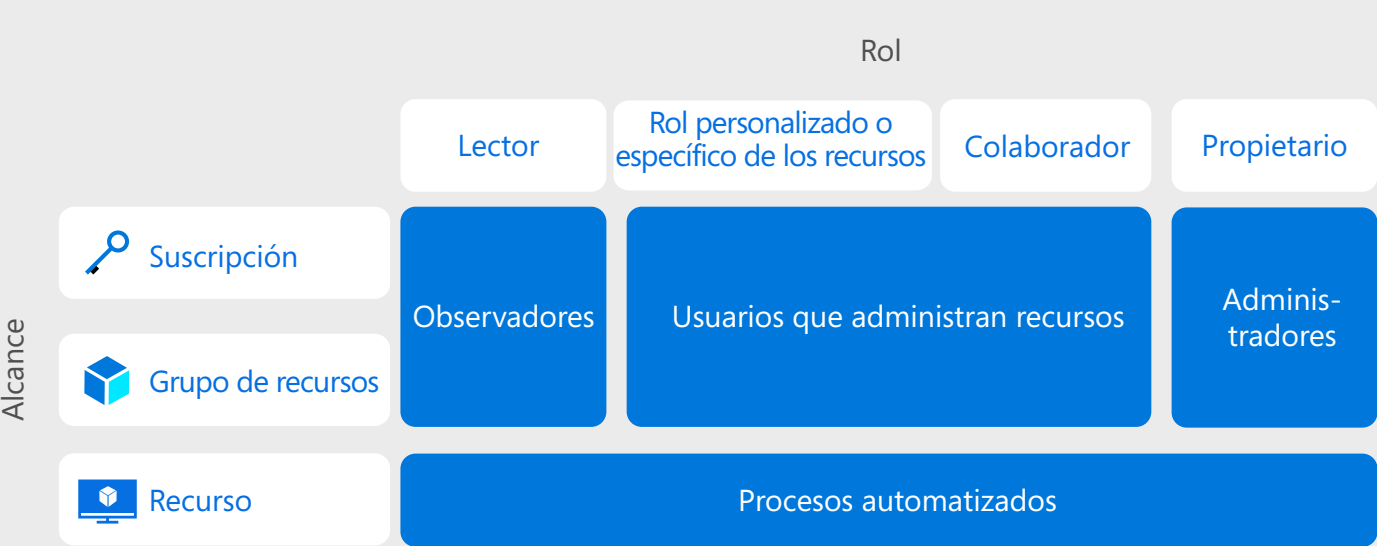 Rol
Lector
Rol personalizado o
específico de los recursos
Colaborador
Propietario
Alcance
Suscripción
Grupo de recursos
Observadores
Usuarios que administran recursos
Adminis-
tradores
Recurso
Procesos automatizados